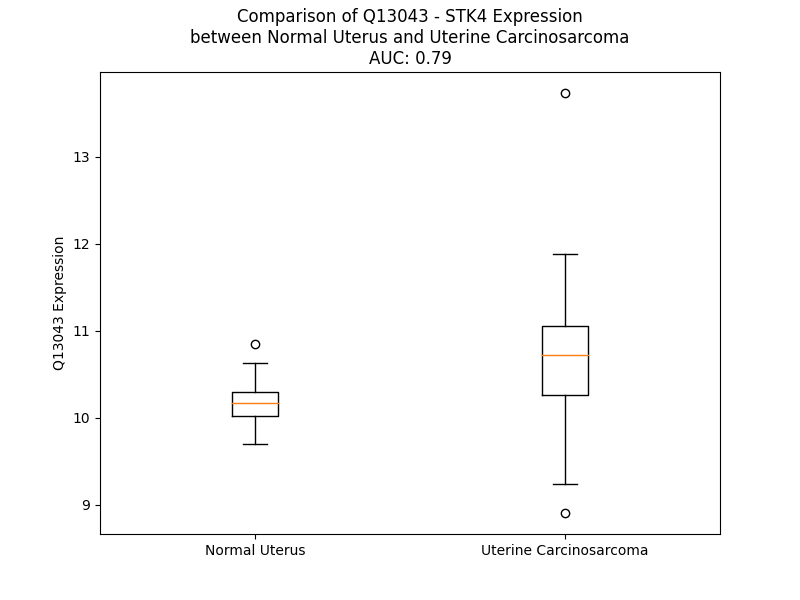 Comparison of Q13043 - STK4 Expression
between Normal Uterus and Uterine Carcinosarcoma
AUC: 0.79
13
12
11
10
9
Q13043 Expression
Normal Uterus
Uterine Carcinosarcoma